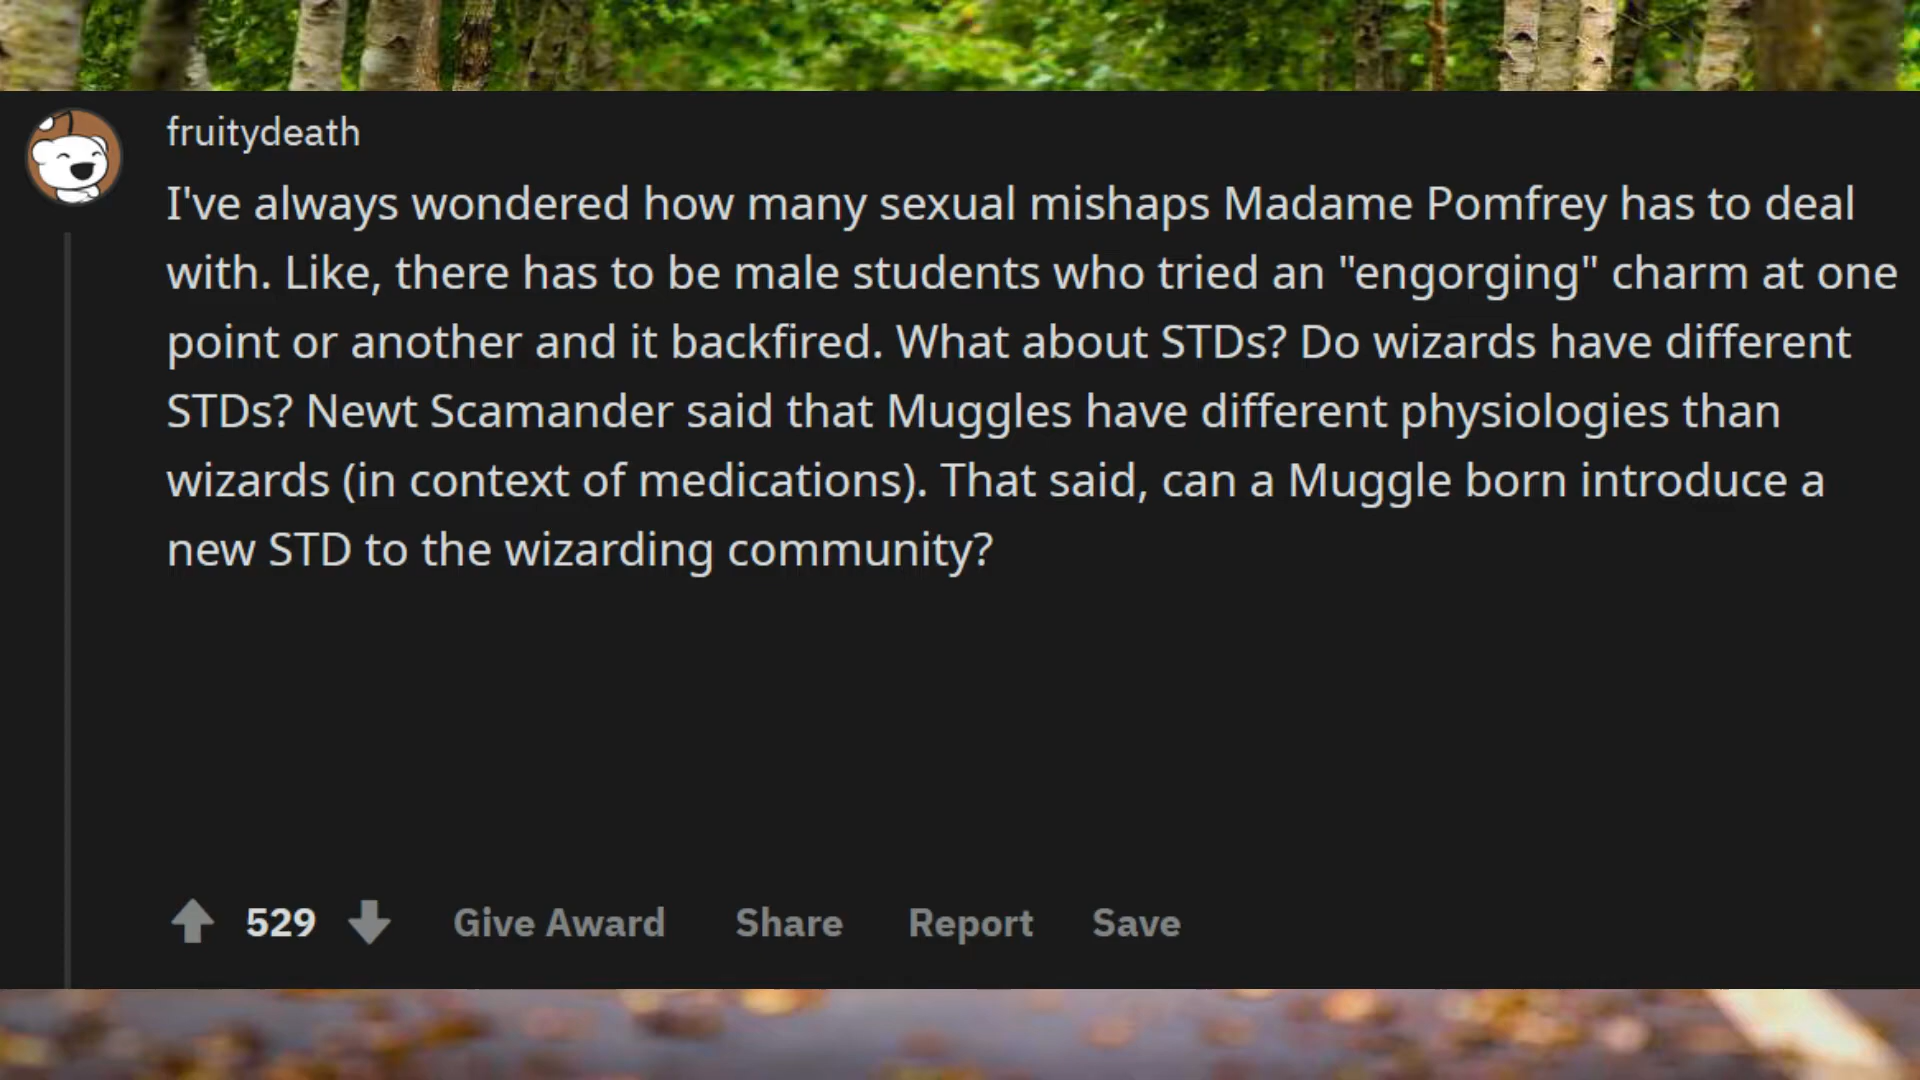 fruitydeath
I've always wondered how many sexual mishaps Madame Pomfrey has to deal
with. Like, there has to be male students who tried an "engorging" charm at one
point or another and it backfired. What about STDs? Do wizards have different
STDs? Newt Scamander said that Muggles have different physiologies than
wizards (in context of medications). That said, can a Muggle born introduce a
new STD to the wizarding community?
529 Give Award Share Report Save